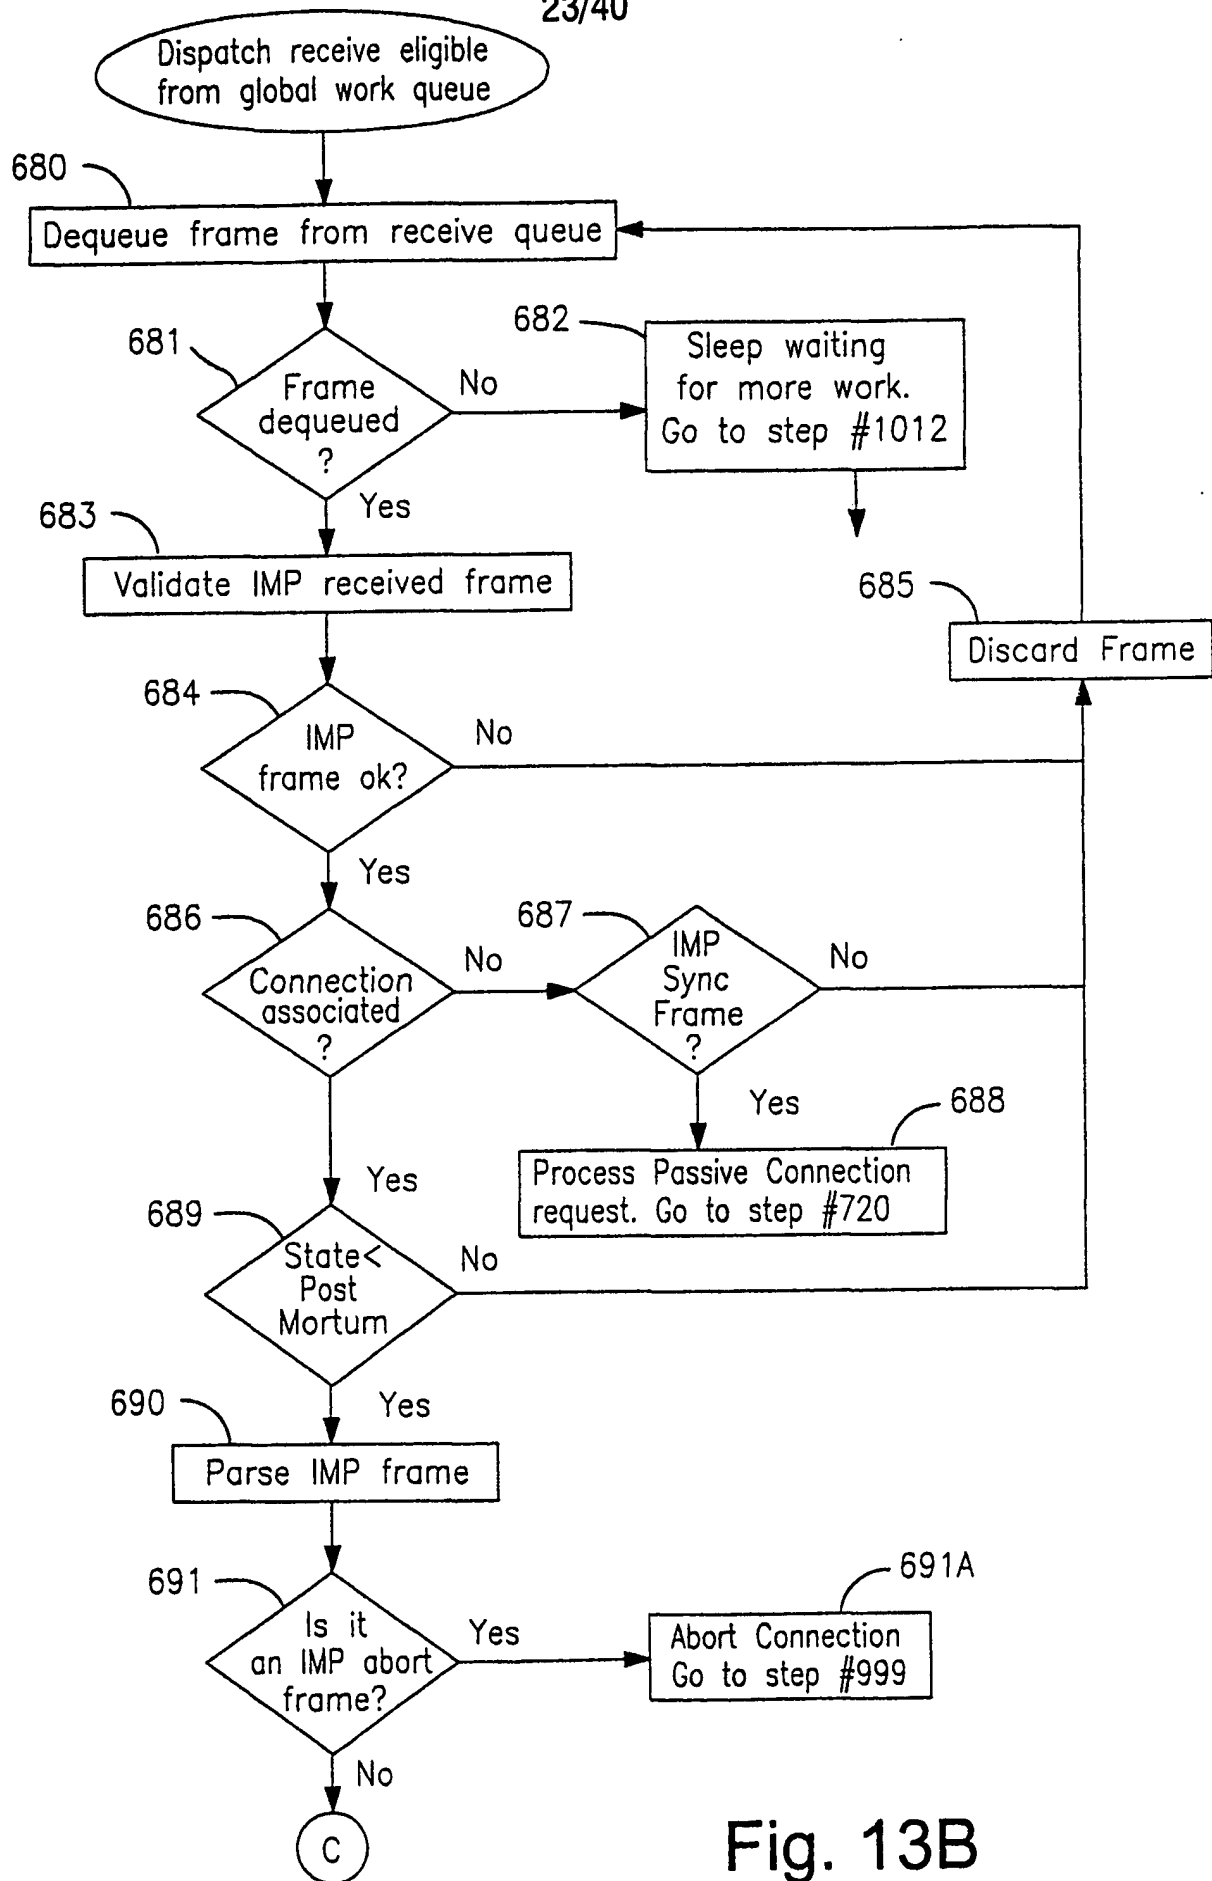 23/40
Dispatch receive eligible
from global work queue
680
Dequeue frame from receive queue
681
Frame
dequeued
?
No
682
Sleep waiting
for more work.
Go to step #1012
Yes
683
Validate IMP received frame
685
Discard Frame
684
IMP
frame ok?
No
Yes
686
Connection
associated
?
No
687
IMP
Sync
Frame
?
No
Yes
688
Process Passive Connection
request. Go to step #720
Yes
689
State<
Post
Mortum
No
Yes
690
Parse IMP frame
691
Is it
an IMP abort
frame?
Yes
691A
Abort Connection
Go to step #999
No
C
Fig. 13B